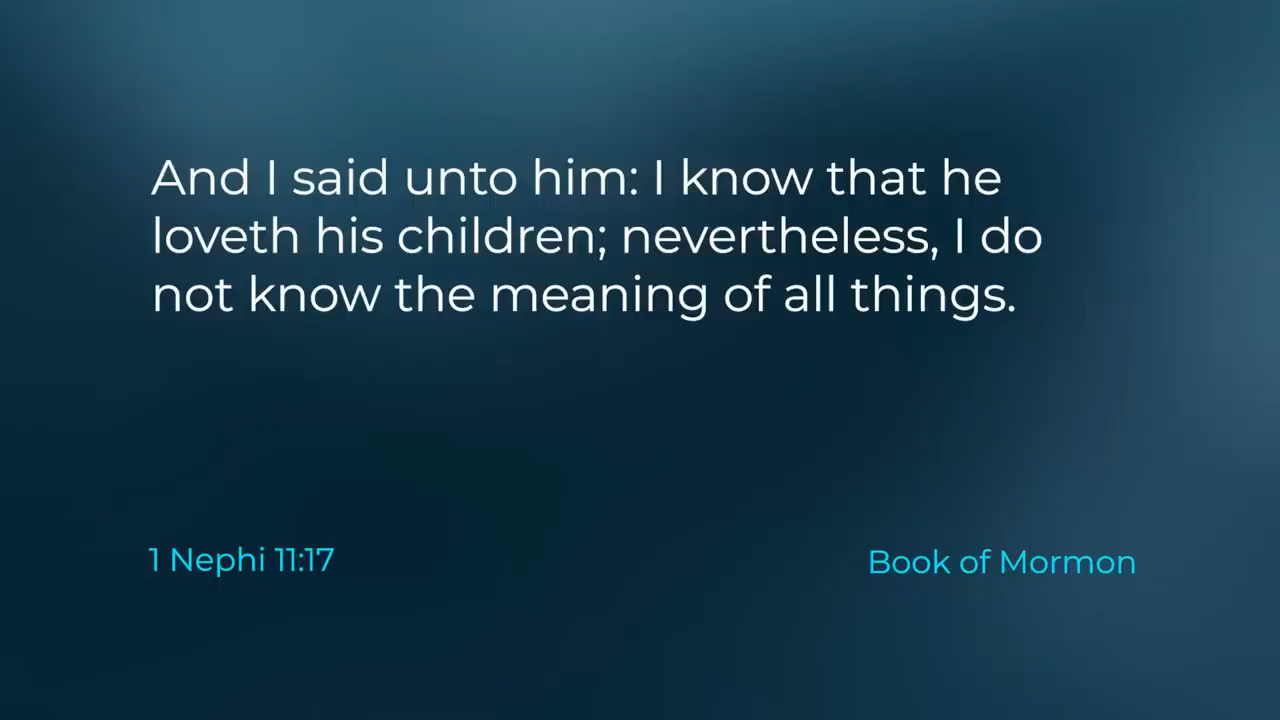 And I said unto him: I know that he
loveth his children; nevertheless, I do
not know the meaning of all things.
1 Nephi 11:17
Book of Mormon